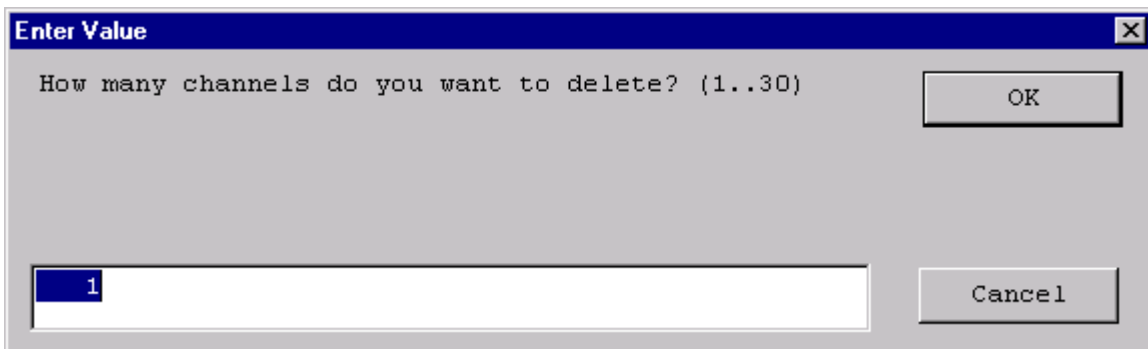 Enter Value
How many channels do you want to delete? (1..30)
OK
1
Cancel